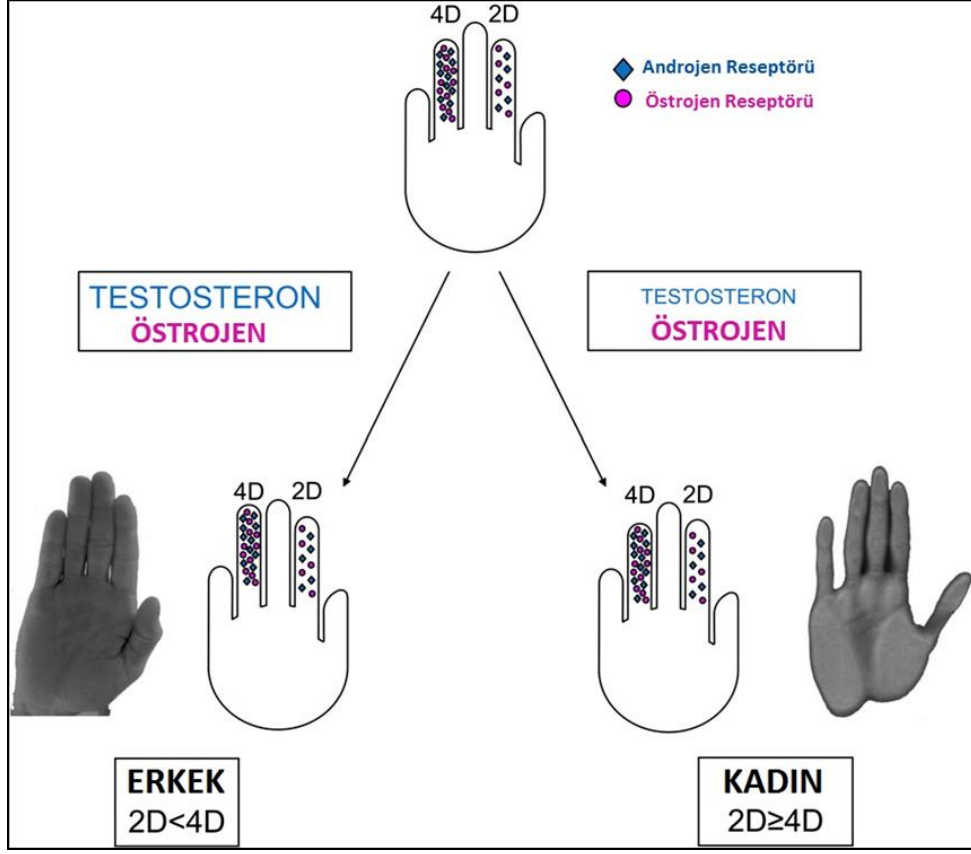 4D 2D
Androjen Reseptörü
Östrojen Reseptörü
TESTOSTERON
ÖSTROJEN
TESTOSTERON
ÖSTROJEN
4D 2D
4D 2D
ERKEK
2D<4D
KADIN
2D≥4D